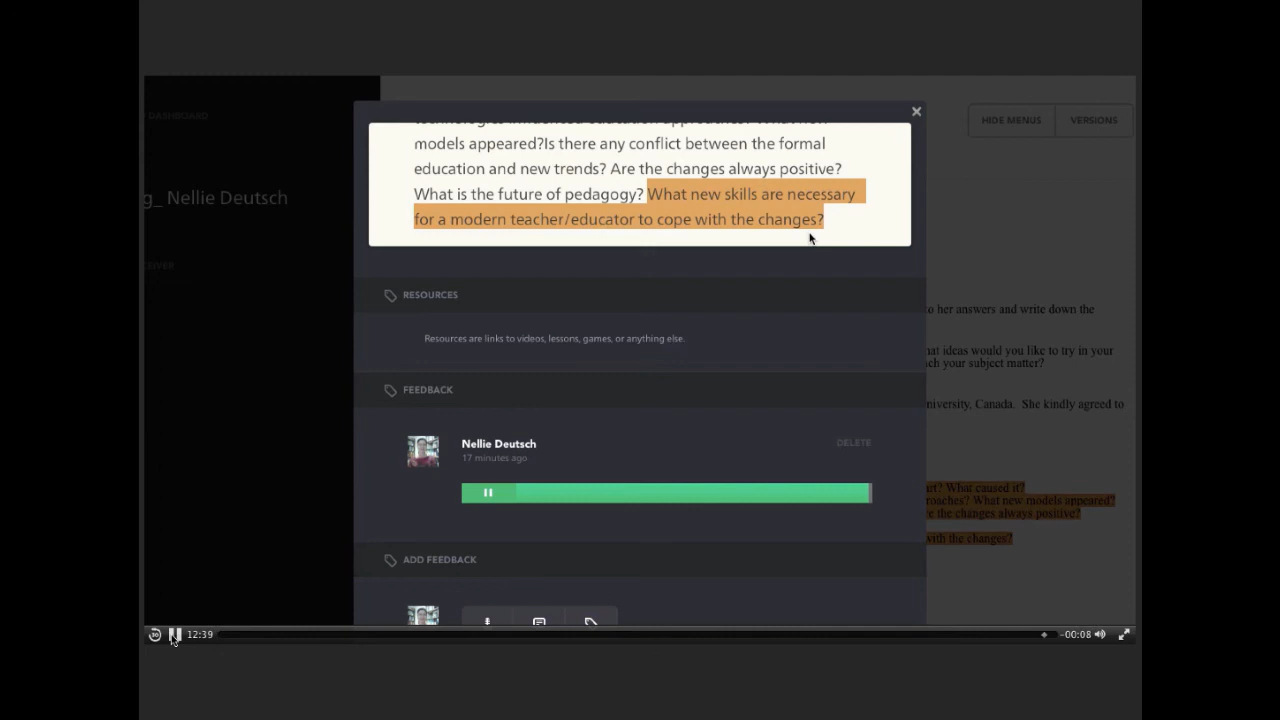 DASHBOARD
g_ Nellie Deutsch
HIDE MENUS
VERSIONS
models appeared?Is there any conflict between the formal
education and new trends? Are the changes always positive?
What is the future of pedagogy? What new skills are necessary
for a modern teacher/educator to cope with the changes?
RESOURCES
Resources are links to videos, lessons, games, or anything else.
FEEDBACK
Nellie Deutsch
17 minutes ago
DELETE
ADD FEEDBACK
to her answers and write down the
hat ideas would you like to try in your
ch your subject matter?
niversity, Canada. She kindly agreed to
art? What caused it?
roaches? What new models appeared?
re the changes always positive?
with the changes?
30
12:39
-00:08